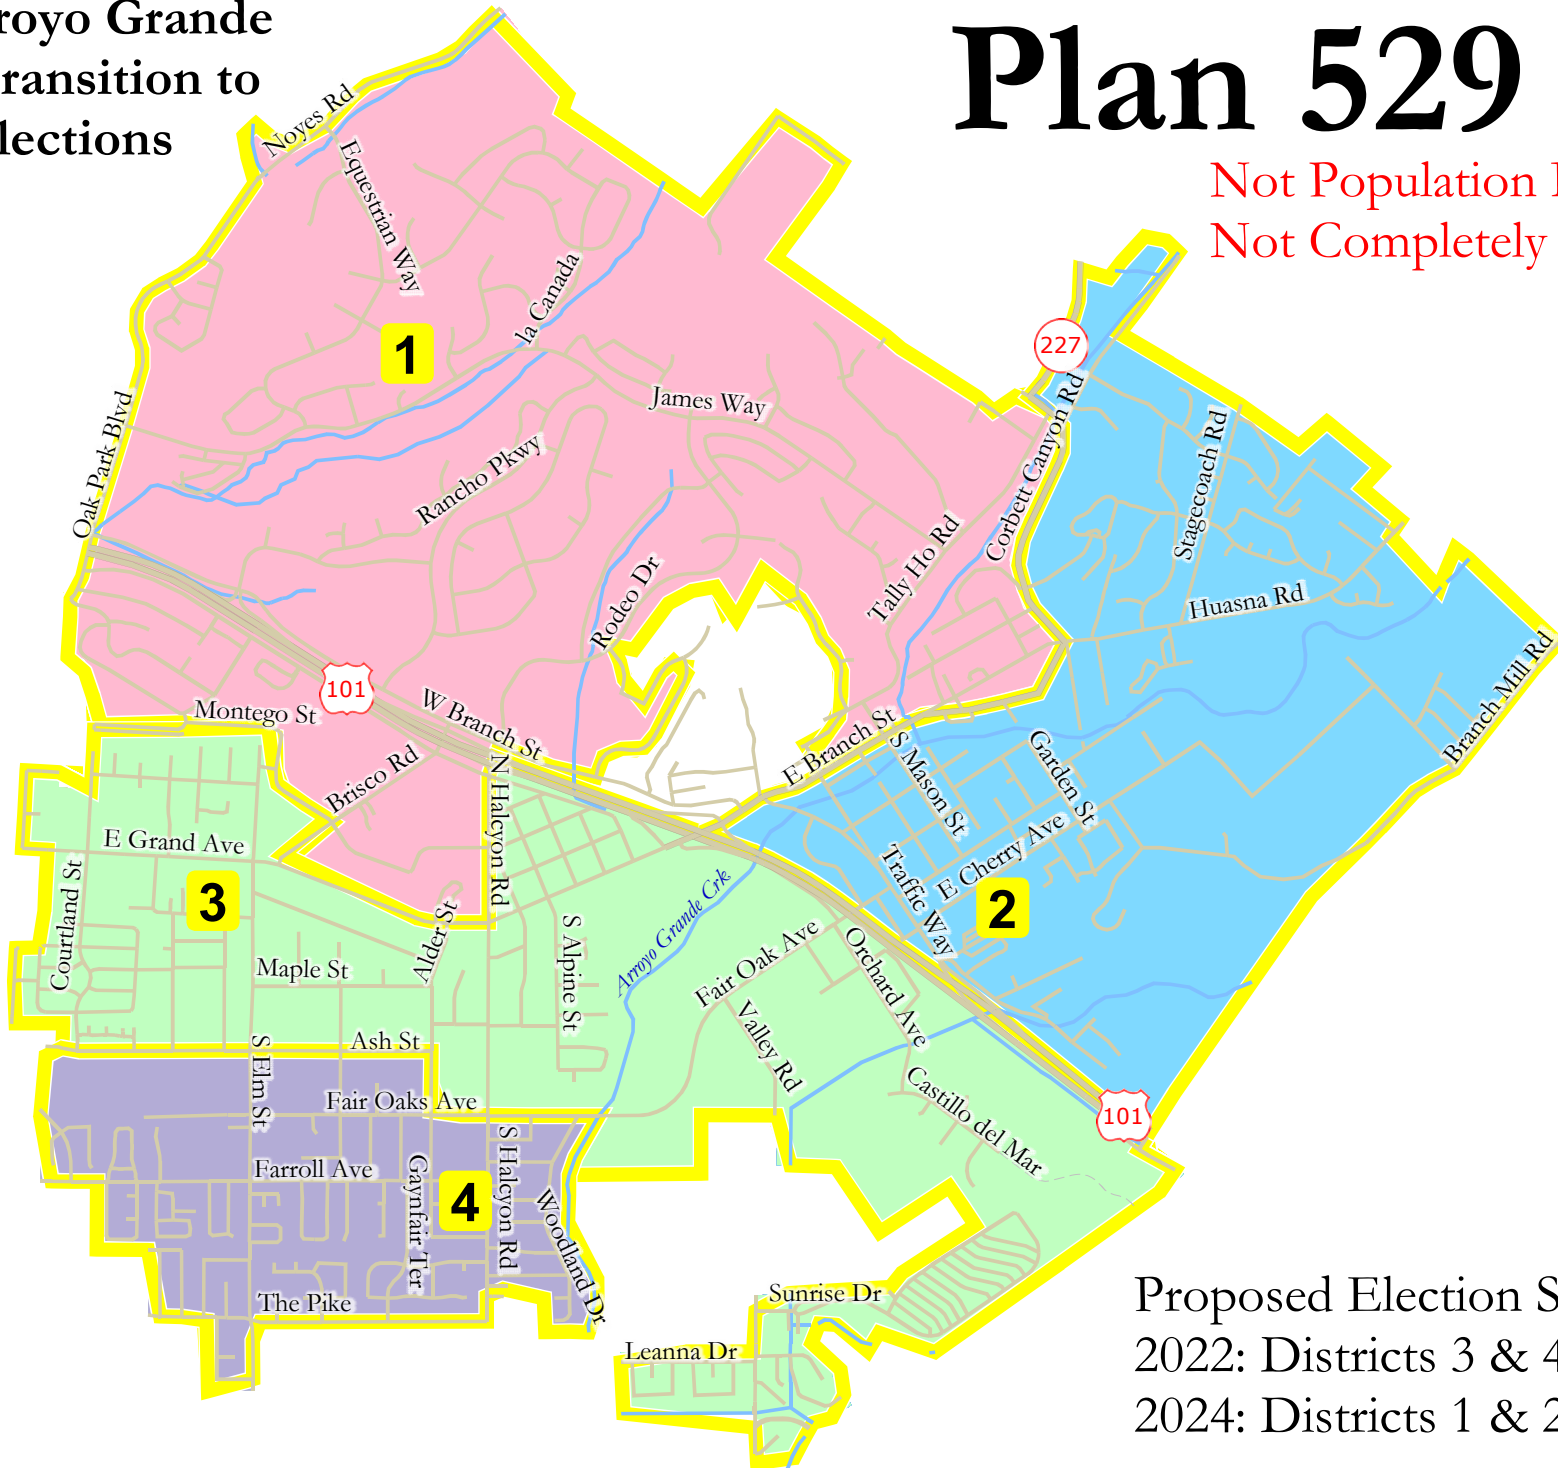 royo Grande
ransition to
lections
Plan 529
Not Population
Not Completely
Noyes Rd
Equestrian Way
la Canada
1
227
James Way
Oak Park Blvd
Rancho Pkwy
Corbett Canyon Rd
Stagecoach Rd
Tally Ho Rd
Rodeo Dr
Huasna Rd
Branch Mill Rd
101
Montego St
W Branch St
E Branch St
S Mason St
Garden St
Brisco Rd
N Halcyon Rd
E Grand Ave
E Cherry Ave
Traffic Way
3
2
Courtland St
Alder St
S Alpine St
Arroyo Grande Crk
Fair Oak Ave
Orchard Ave
Maple St
Valley Rd
S Elm St
Ash St
Fair Oaks Ave
Castillo del Mar
101
Farroll Ave
Gaynfair Ter
4
S Halcyon Rd
Woodland Dr
The Pike
Sunrise Dr
Leanna Dr
Proposed Election S
2022: Districts 3 & 4
2024: Districts 1 & 2